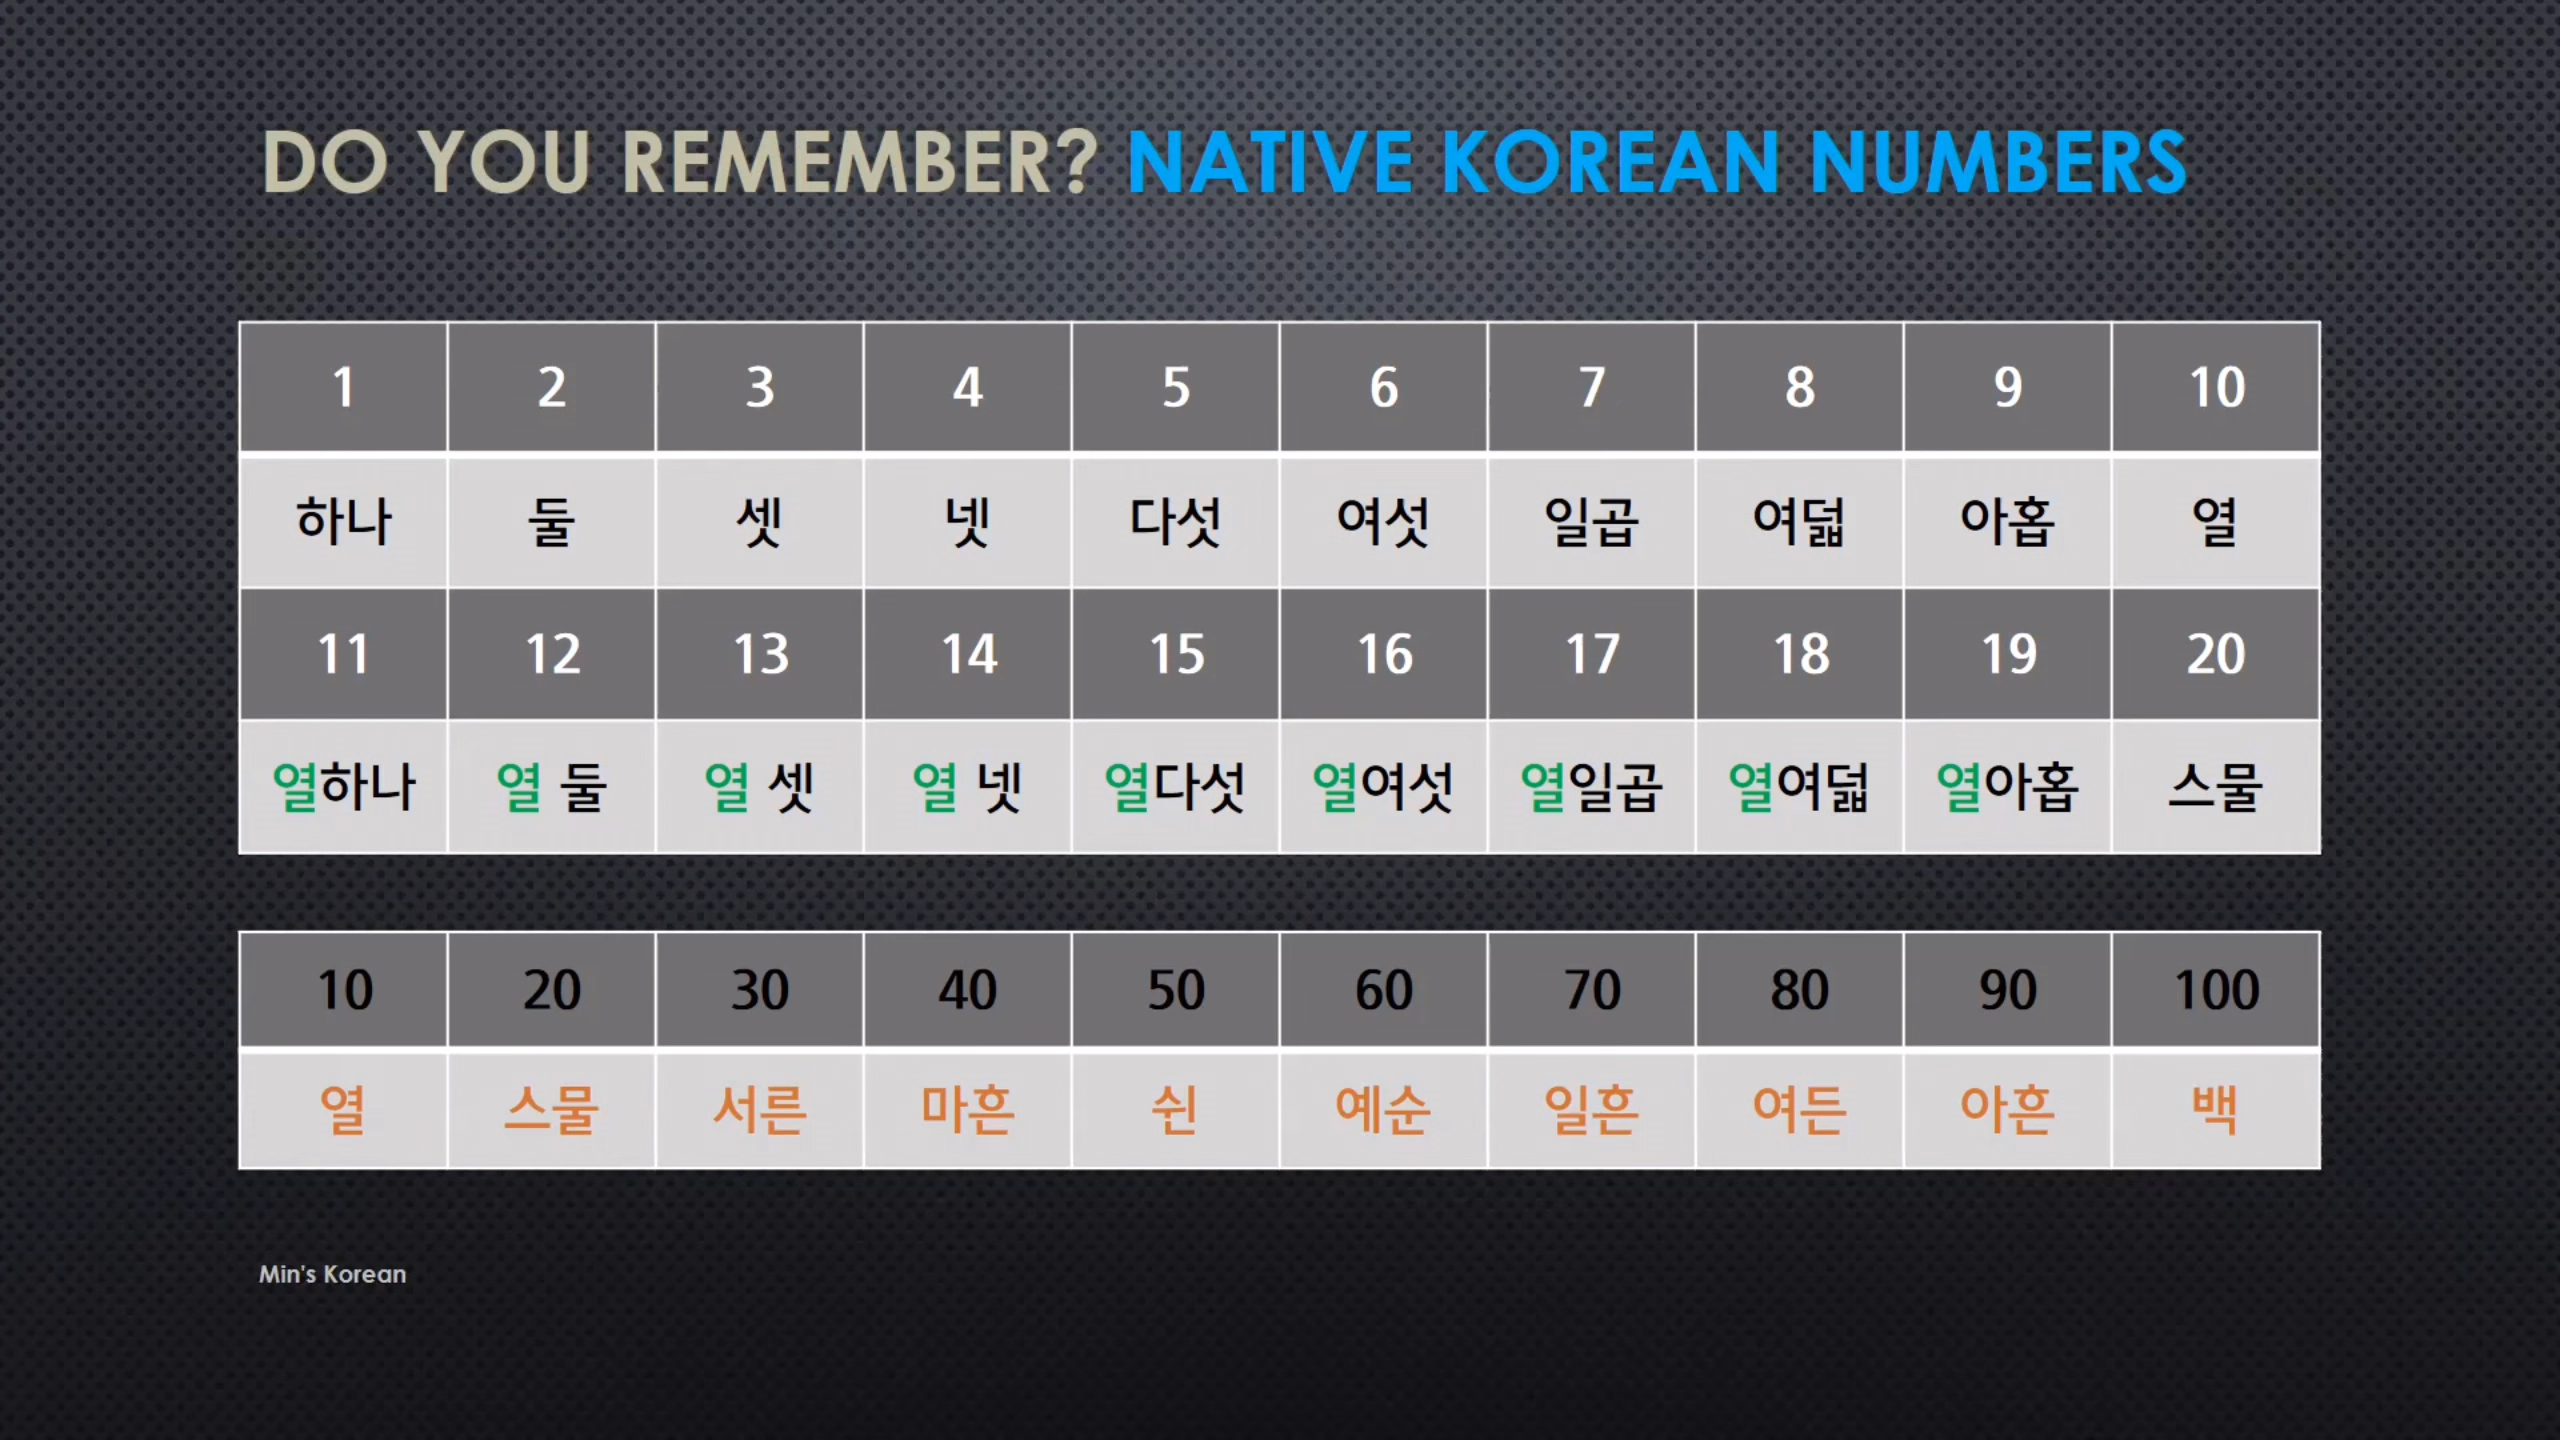 DO YOU REMEMBER? NATIVE KOREAN NUMBERS
1 2 3 4 5 6 7 8 9 10
하나 둘 셋 넷 다섯 여섯 일곱 여덟 아홉 열
11 12 13 14 15 16 17 18 19 20
열하나 열 둘 열 셋 열 넷 열다섯 열여섯 열일곱 열여덟 열아홉 스물
10 20 30 40 50 60 70 80 90 100
열 스물 서른 마흔 쉰 예순 일흔 여든 아흔 백
Min's Korean